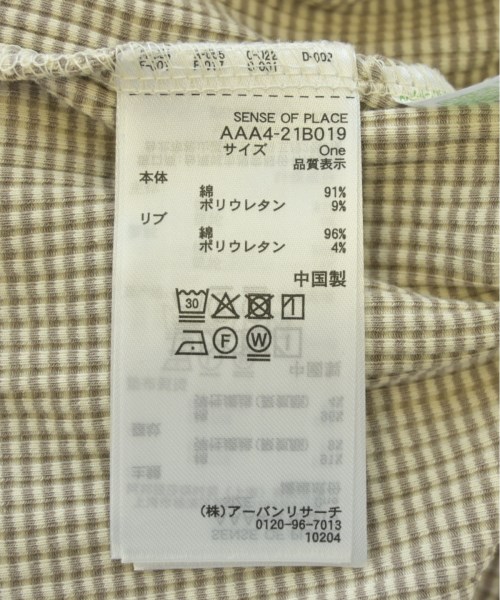 SENSE OF PLACE
AAA4-21B019
サイズ One
品質表示
本体
綿 91%
ポリウレタン 9%
リブ
綿 96%
ポリウレタン 4%
中国製
30
F W
(株)アーバンリサーチ
0120-96-7013
10204